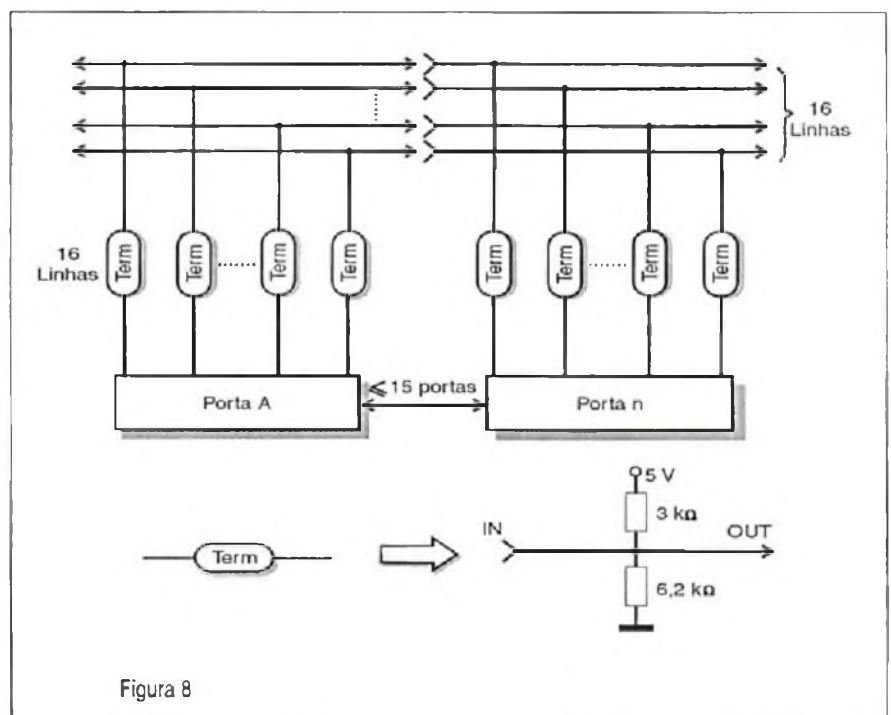 16
Linhas
16
Linhas
Term
Term
Term
Term
Term
Term
Term
Term
⩽ 15 portas
Porta A
Porta n
5 V
3 kΩ
IN
OUT
Term
6,2 kΩ
Figura 8